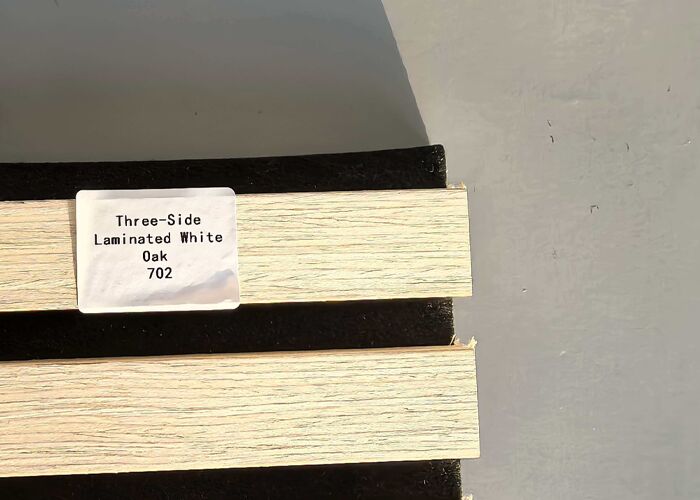 Three-Side
Laminated White
Oak
702